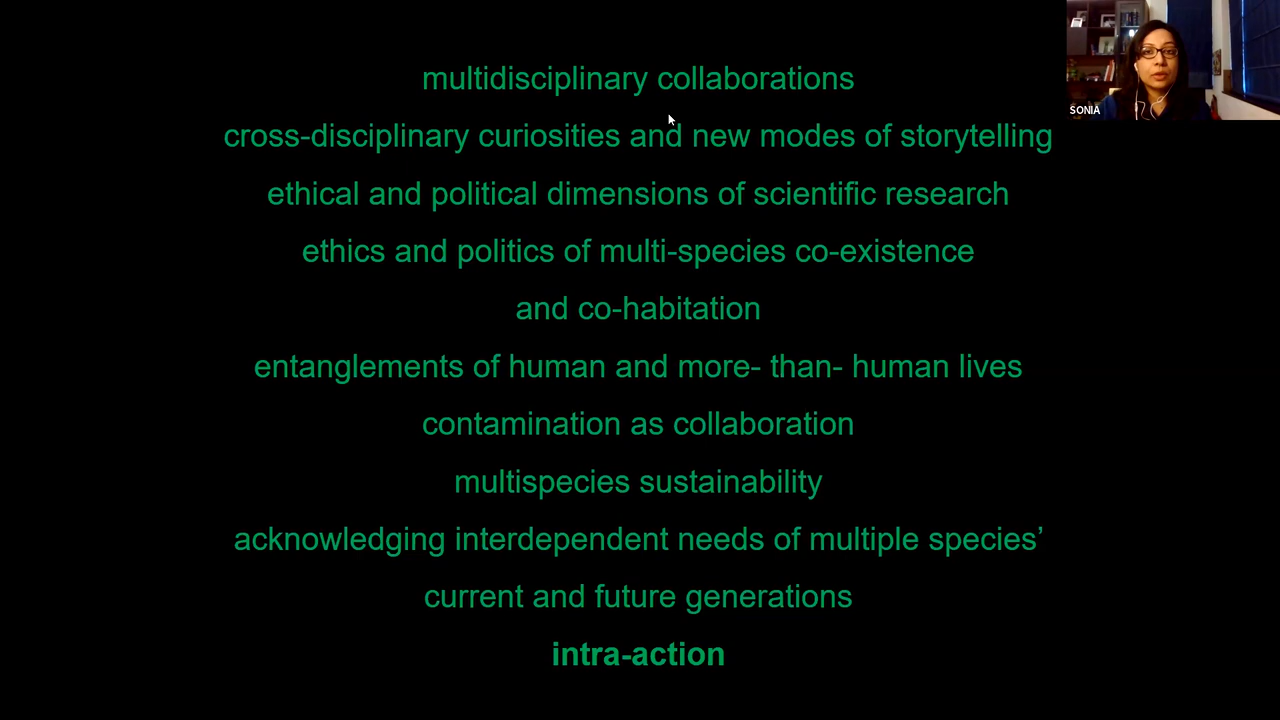 multidisciplinary collaborations
SONIA
cross-disciplinary curiosities and new modes of storytelling
ethical and political dimensions of scientific research
ethics and politics of multi-species co-existence
and co-habitation
entanglements of human and more- than- human lives
contamination as collaboration
multispecies sustainability
acknowledging interdependent needs of multiple species’
current and future generations
intra-action